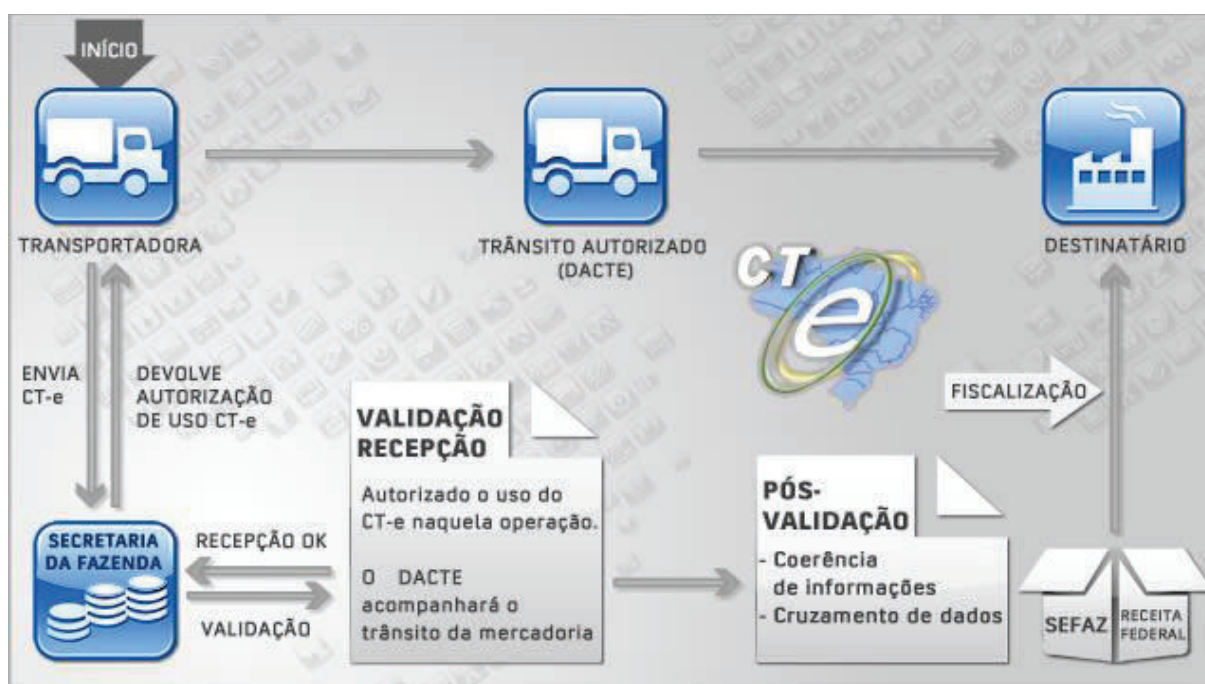 INÍCIO
TRANSPORTADORA
TRÂNSITO AUTORIZADO
(DACTE)
DESTINATÁRIO
CT
e
ENVIA
CT-e
DEVOLVE
AUTORIZAÇÃO
DE USO CT-e
VALIDAÇÃO
RECEPÇÃO
Autorizado o uso do
CT-e naquela operação.
O DACTE
acompanhará o
trânsito da mercadoria
FISCALIZAÇÃO
PÓS-
VALIDAÇÃO
- Coerência
de informações
- Cruzamento de dados
SECRETARIA
DA FAZENDA
RECEPÇÃO OK
VALIDAÇÃO
SEFAZ
RECEITA
FEDERAL